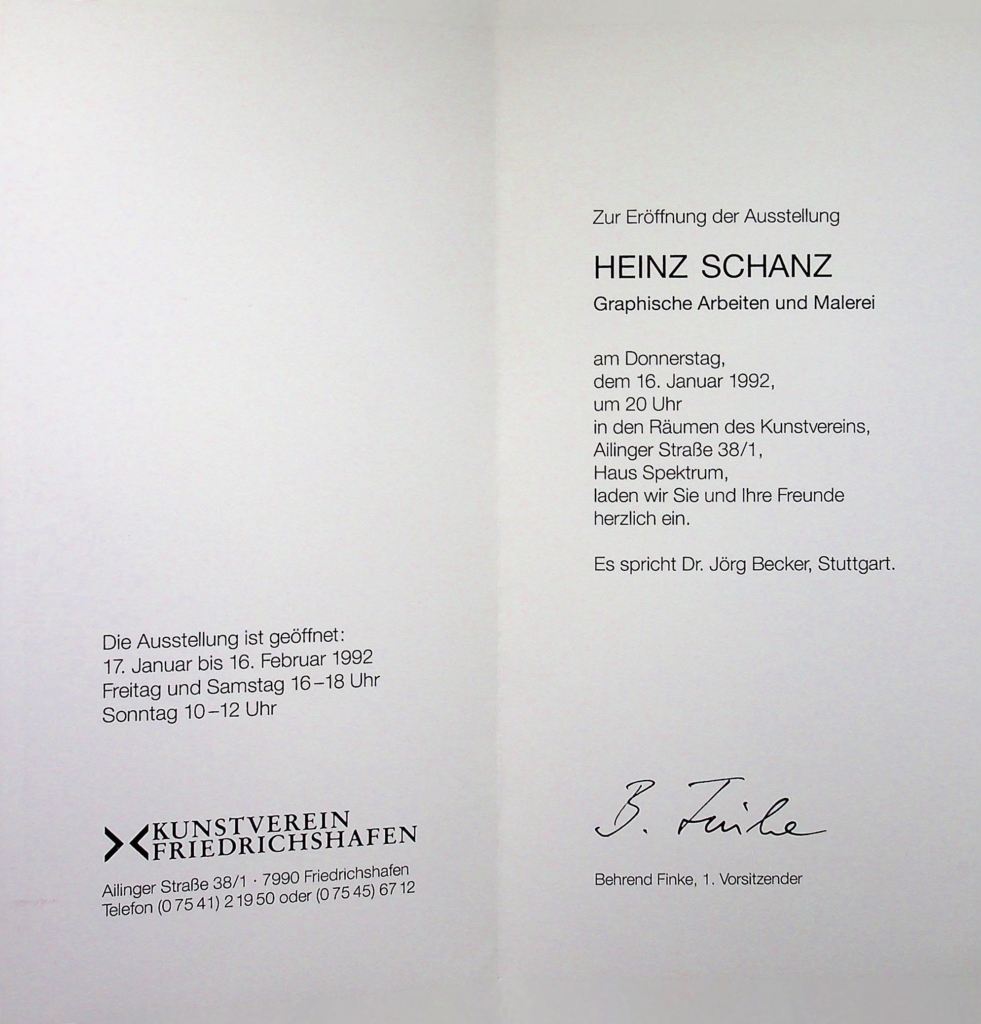 Die Ausstellung ist geöffnet:
17. Januar bis 16. Februar 1992
Freitag und Samstag 16–18 Uhr
Sonntag 10–12 Uhr
KUNSTVEREIN
FRIEDRICHSHAFEN
Ailinger Straße 38/1 · 7990 Friedrichshafen
Telefon (0 75 41) 2 19 50 oder (0 75 45) 67 12
Zur Eröffnung der Ausstellung
HEINZ SCHANZ
Graphische Arbeiten und Malerei
am Donnerstag,
dem 16. Januar 1992,
um 20 Uhr
in den Räumen des Kunstvereins,
Ailinger Straße 38/1,
Haus Spektrum,
laden wir Sie und Ihre Freunde
herzlich ein.
Es spricht Dr. Jörg Becker, Stuttgart.
B. Finke
Behrend Finke, 1. Vorsitzender